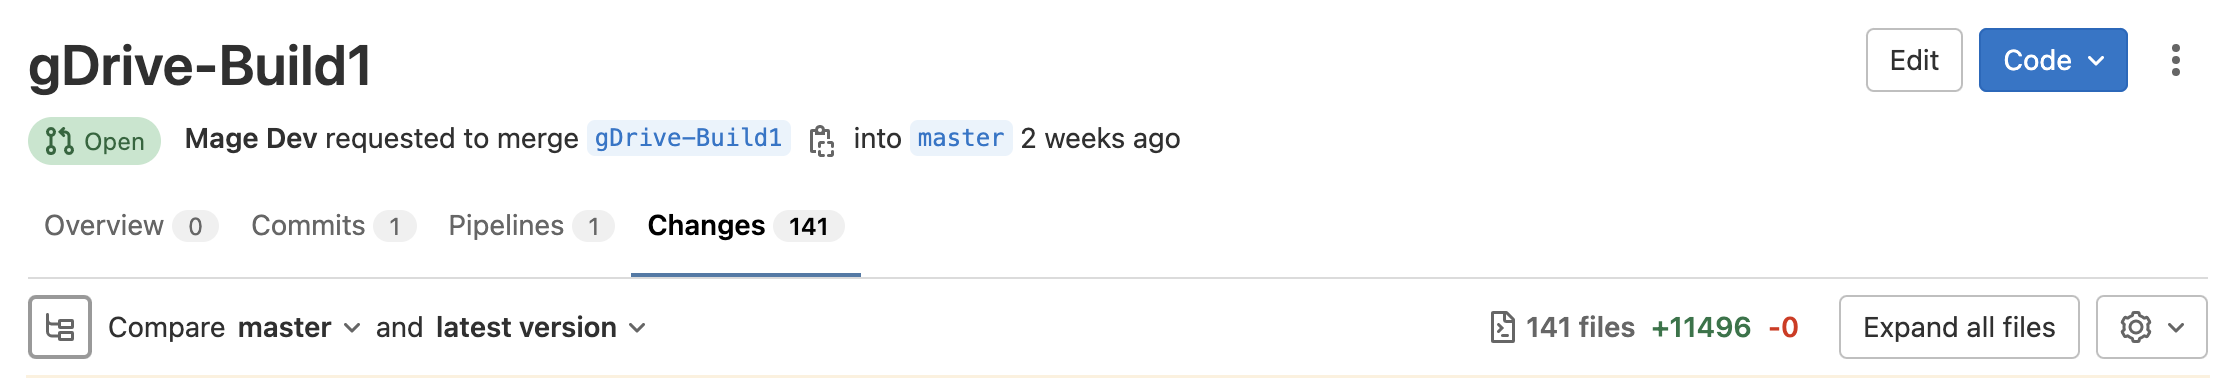 gDrive-Build1
Edit
Code
Open
Mage Dev requested to merge gDrive-Build1 into master 2 weeks ago
Overview 0 Commits 1 Pipelines 1 Changes 141
Compare master and latest version
141 files +11496 -0
Expand all files